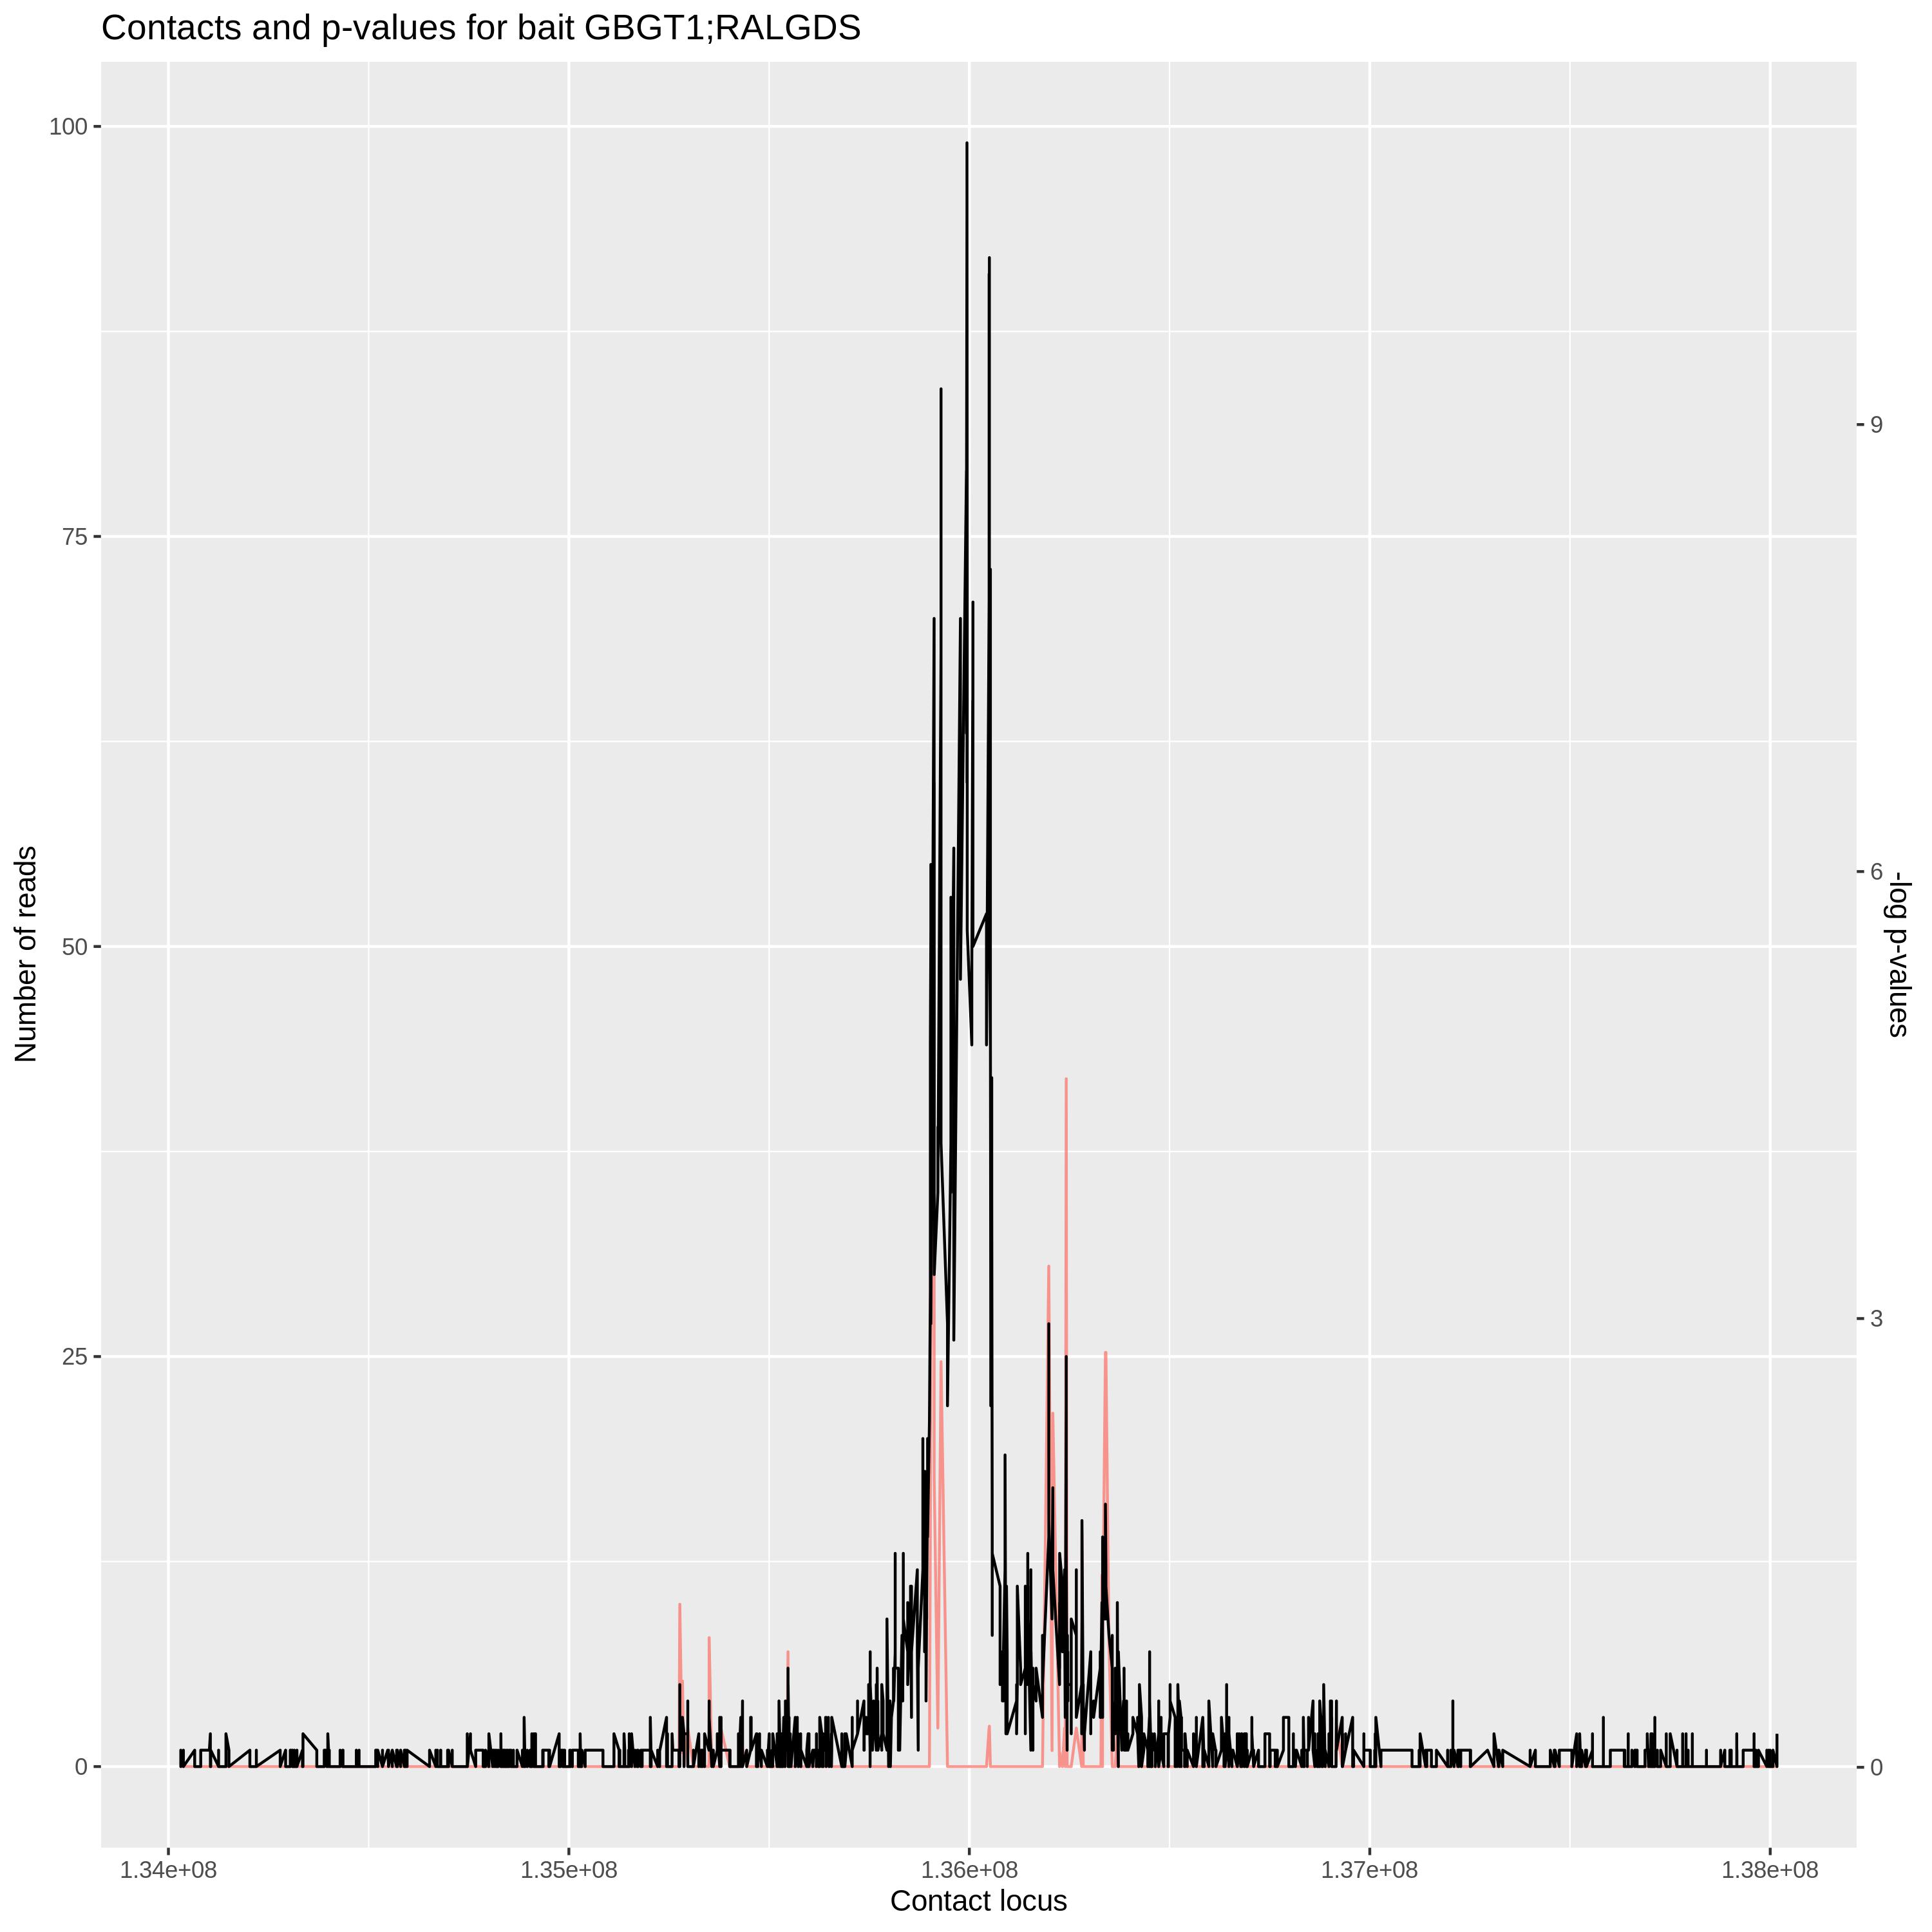 Contacts and p-values for bait GBGT1;RALGDS
100
75
50
25
0
Number of reads
9
6
3
0
-log p-values
1.34e+08
1.35e+08
1.36e+08
1.37e+08
1.38e+08
Contact locus